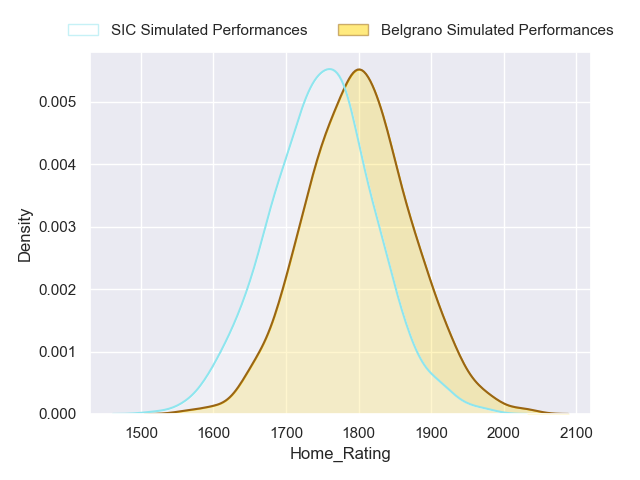 SIC Simulated Performances
Belgrano Simulated Performances
Density
0.005
0.004
0.003
0.002
0.001
0.000
1500 1600 1700 1800 1900 2000 2100
Home_Rating